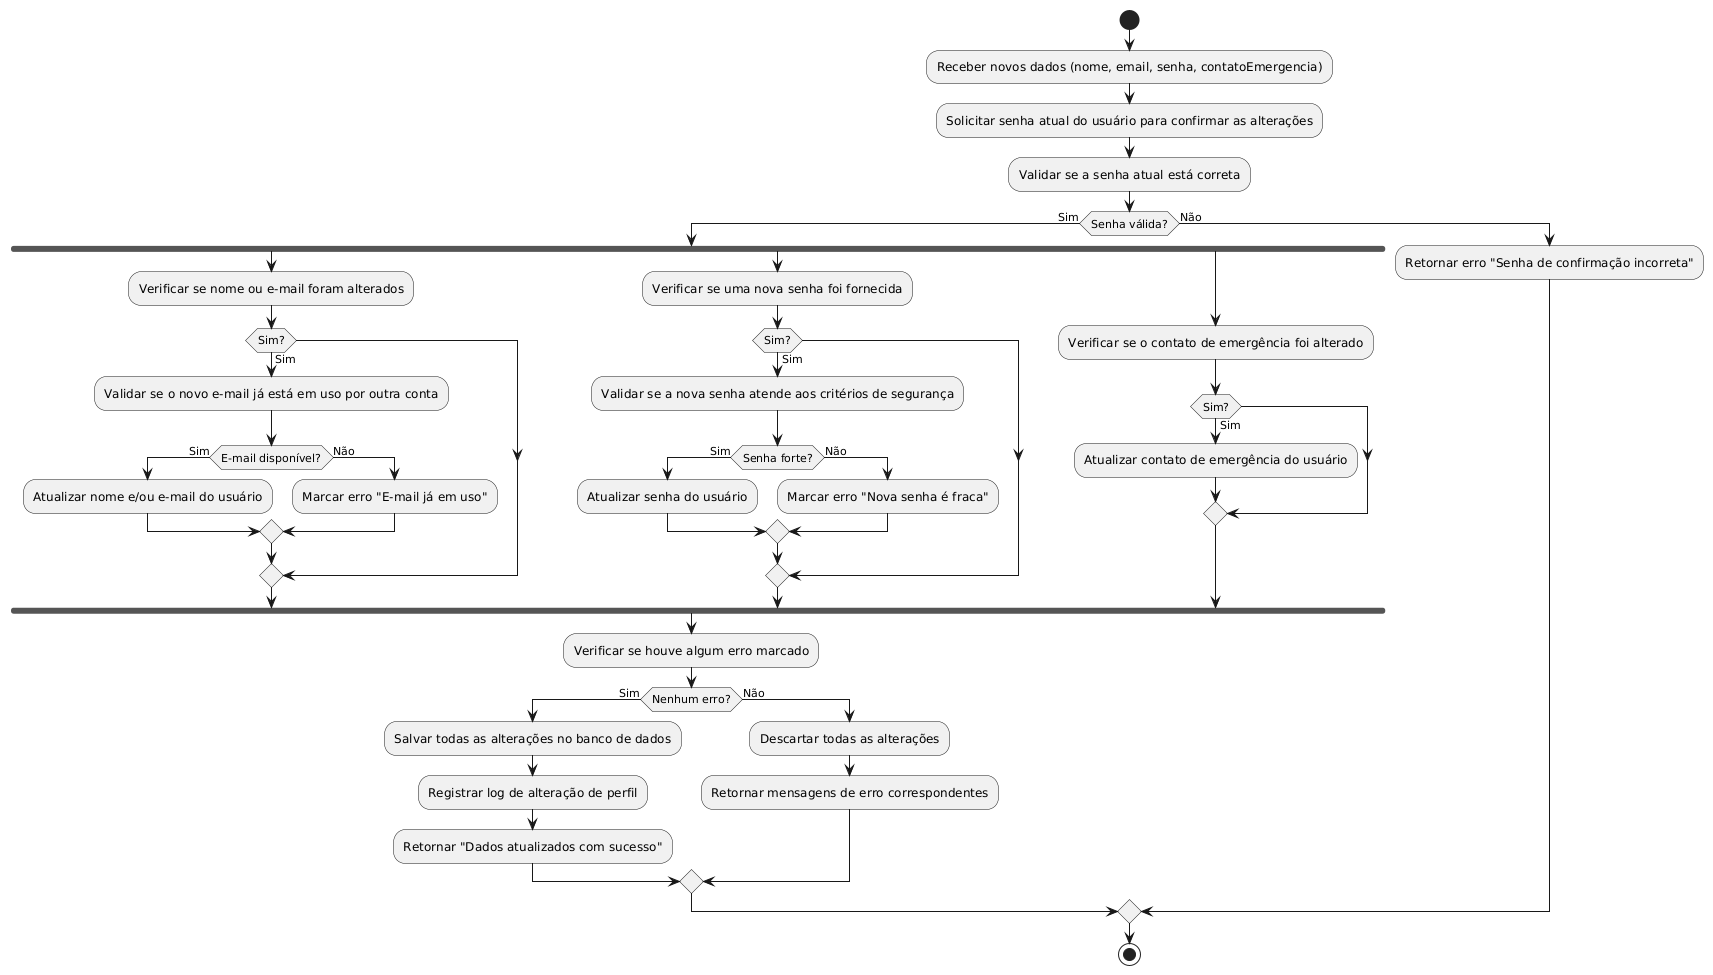 Receber novos dados (nome, email, senha, contatoEmergencia)
Solicitar senha atual do usuário para confirmar as alterações
Validar se a senha atual está correta
Sim
Senha válida?
Não
Retornar erro "Senha de confirmação incorreta"
Verificar se nome ou e-mail foram alterados
Sim?
Sim
Validar se o novo e-mail já está em uso por outra conta
Sim
E-mail disponível?
Não
Atualizar nome e/ou e-mail do usuário
Marcar erro "E-mail já em uso"
Verificar se uma nova senha foi fornecida
Sim?
Sim
Validar se a nova senha atende aos critérios de segurança
Sim
Senha forte?
Não
Atualizar senha do usuário
Marcar erro "Nova senha é fraca"
Verificar se o contato de emergência foi alterado
Sim?
Sim
Atualizar contato de emergência do usuário
Verificar se houve algum erro marcado
Sim
Nenhum erro?
Não
Salvar todas as alterações no banco de dados
Registrar log de alteração de perfil
Retornar "Dados atualizados com sucesso"
Descartar todas as alterações
Retornar mensagens de erro correspondentes